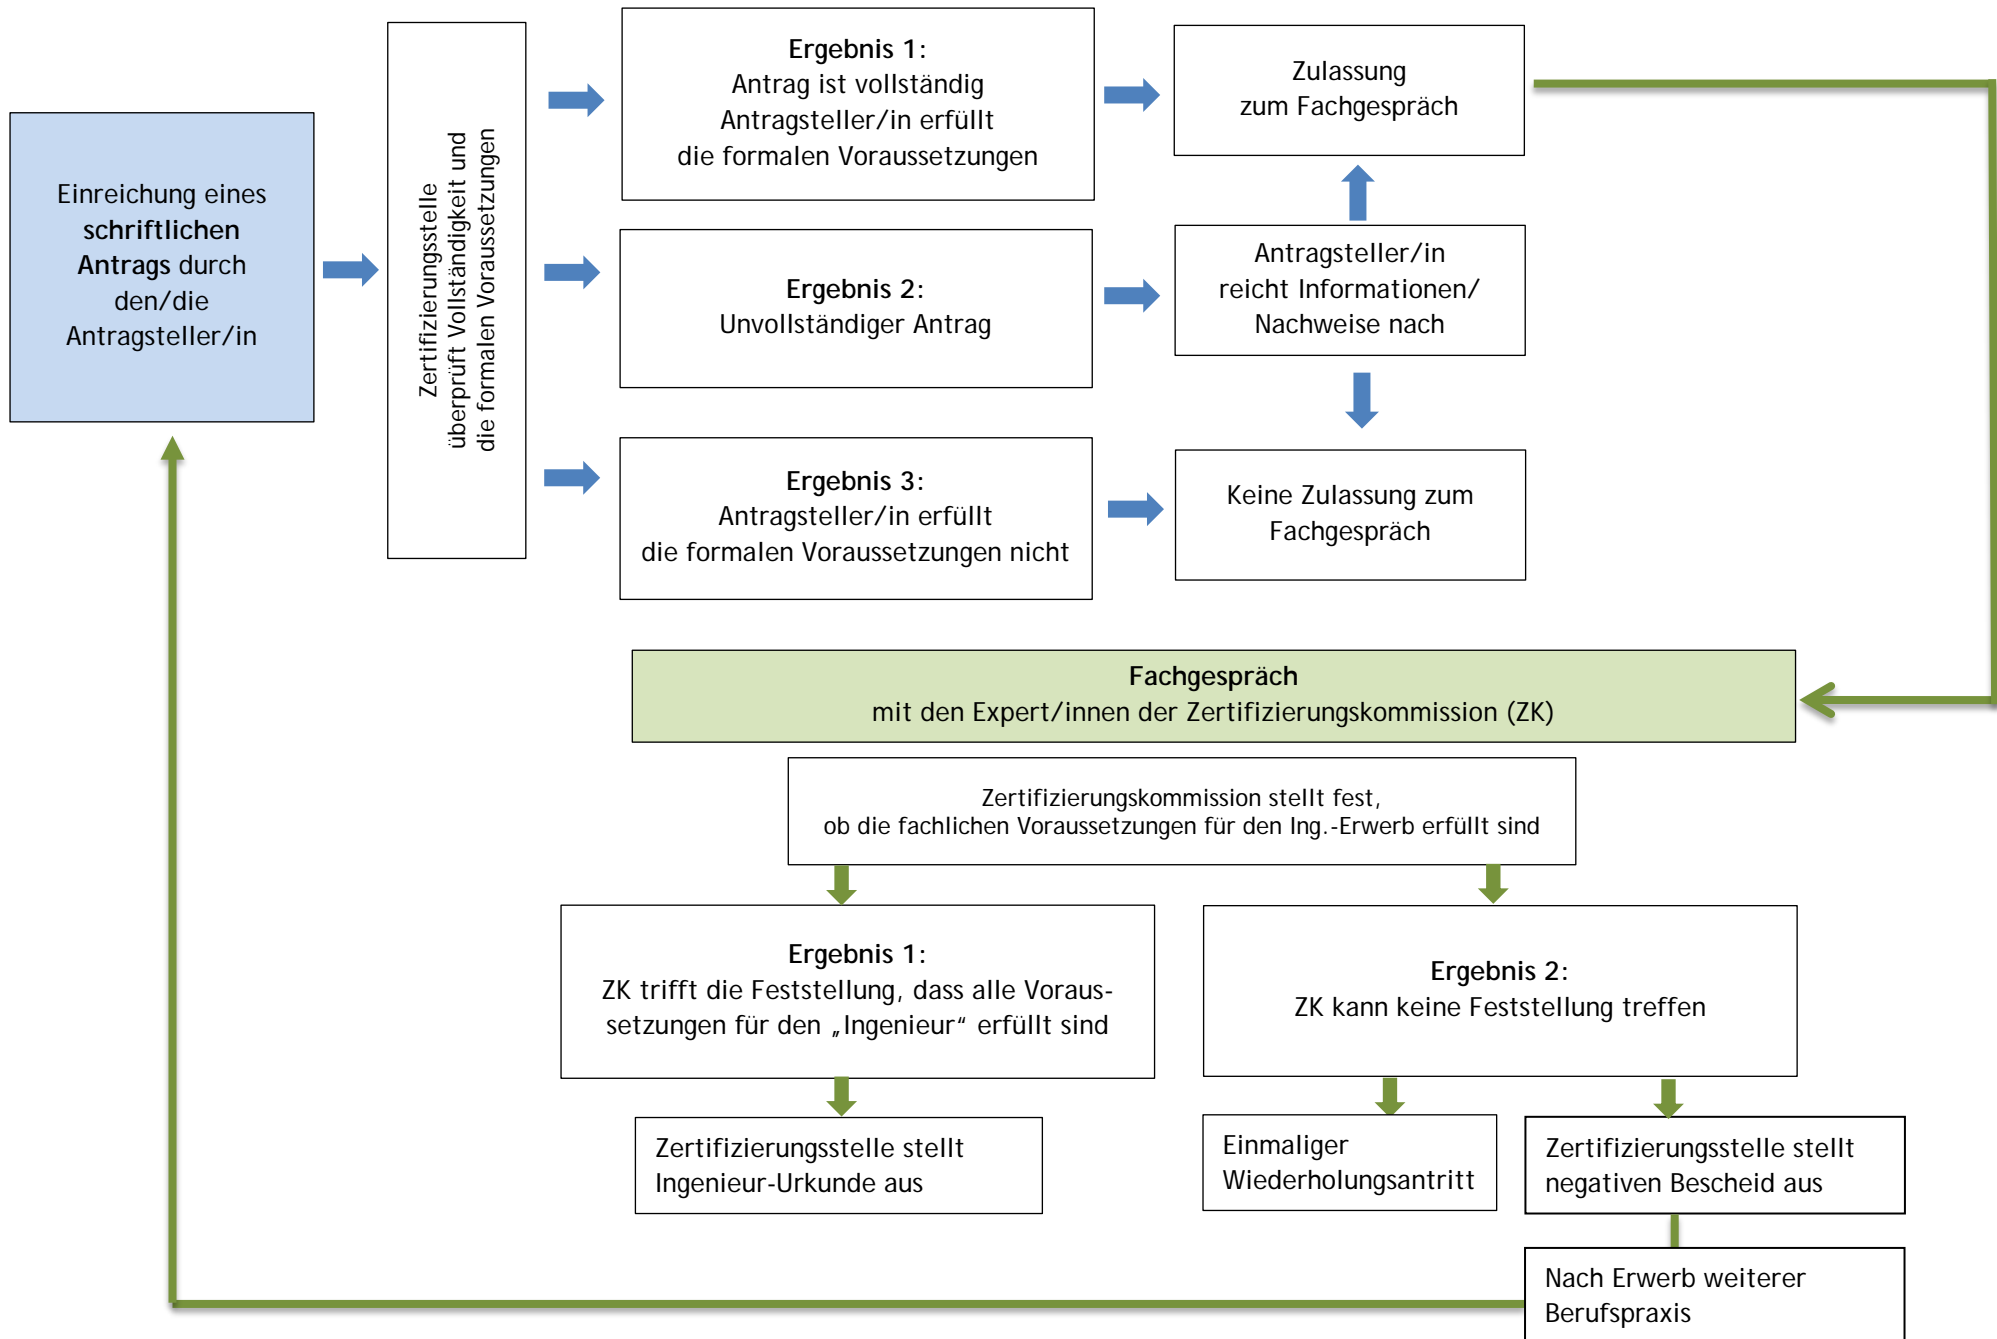 Einreichung eines
schriftlichen
Antrags durch
den/die
Antragsteller/in
Zertifizierungsstelle
überprüft Vollständigkeit und
die formalen Voraussetzungen
Ergebnis 1:
Antrag ist vollständig
Antragsteller/in erfüllt
die formalen Voraussetzungen
Zulassung
zum Fachgespräch
Ergebnis 2:
Unvollständiger Antrag
Antragsteller/in
reicht Informationen/
Nachweise nach
Ergebnis 3:
Antragsteller/in erfüllt
die formalen Voraussetzungen nicht
Keine Zulassung zum
Fachgespräch
Fachgespräch
mit den Expert/innen der Zertifizierungskommission (ZK)
Zertifizierungskommission stellt fest,
ob die fachlichen Voraussetzungen für den Ing.-Erwerb erfüllt sind
Ergebnis 1:
ZK trifft die Feststellung, dass alle Voraus-
setzungen für den „Ingenieur“ erfüllt sind
Ergebnis 2:
ZK kann keine Feststellung treffen
Zertifizierungsstelle stellt
Ingenieur-Urkunde aus
Einmaliger
Wiederholungsantritt
Zertifizierungsstelle stellt
negativen Bescheid aus
Nach Erwerb weiterer
Berufspraxis